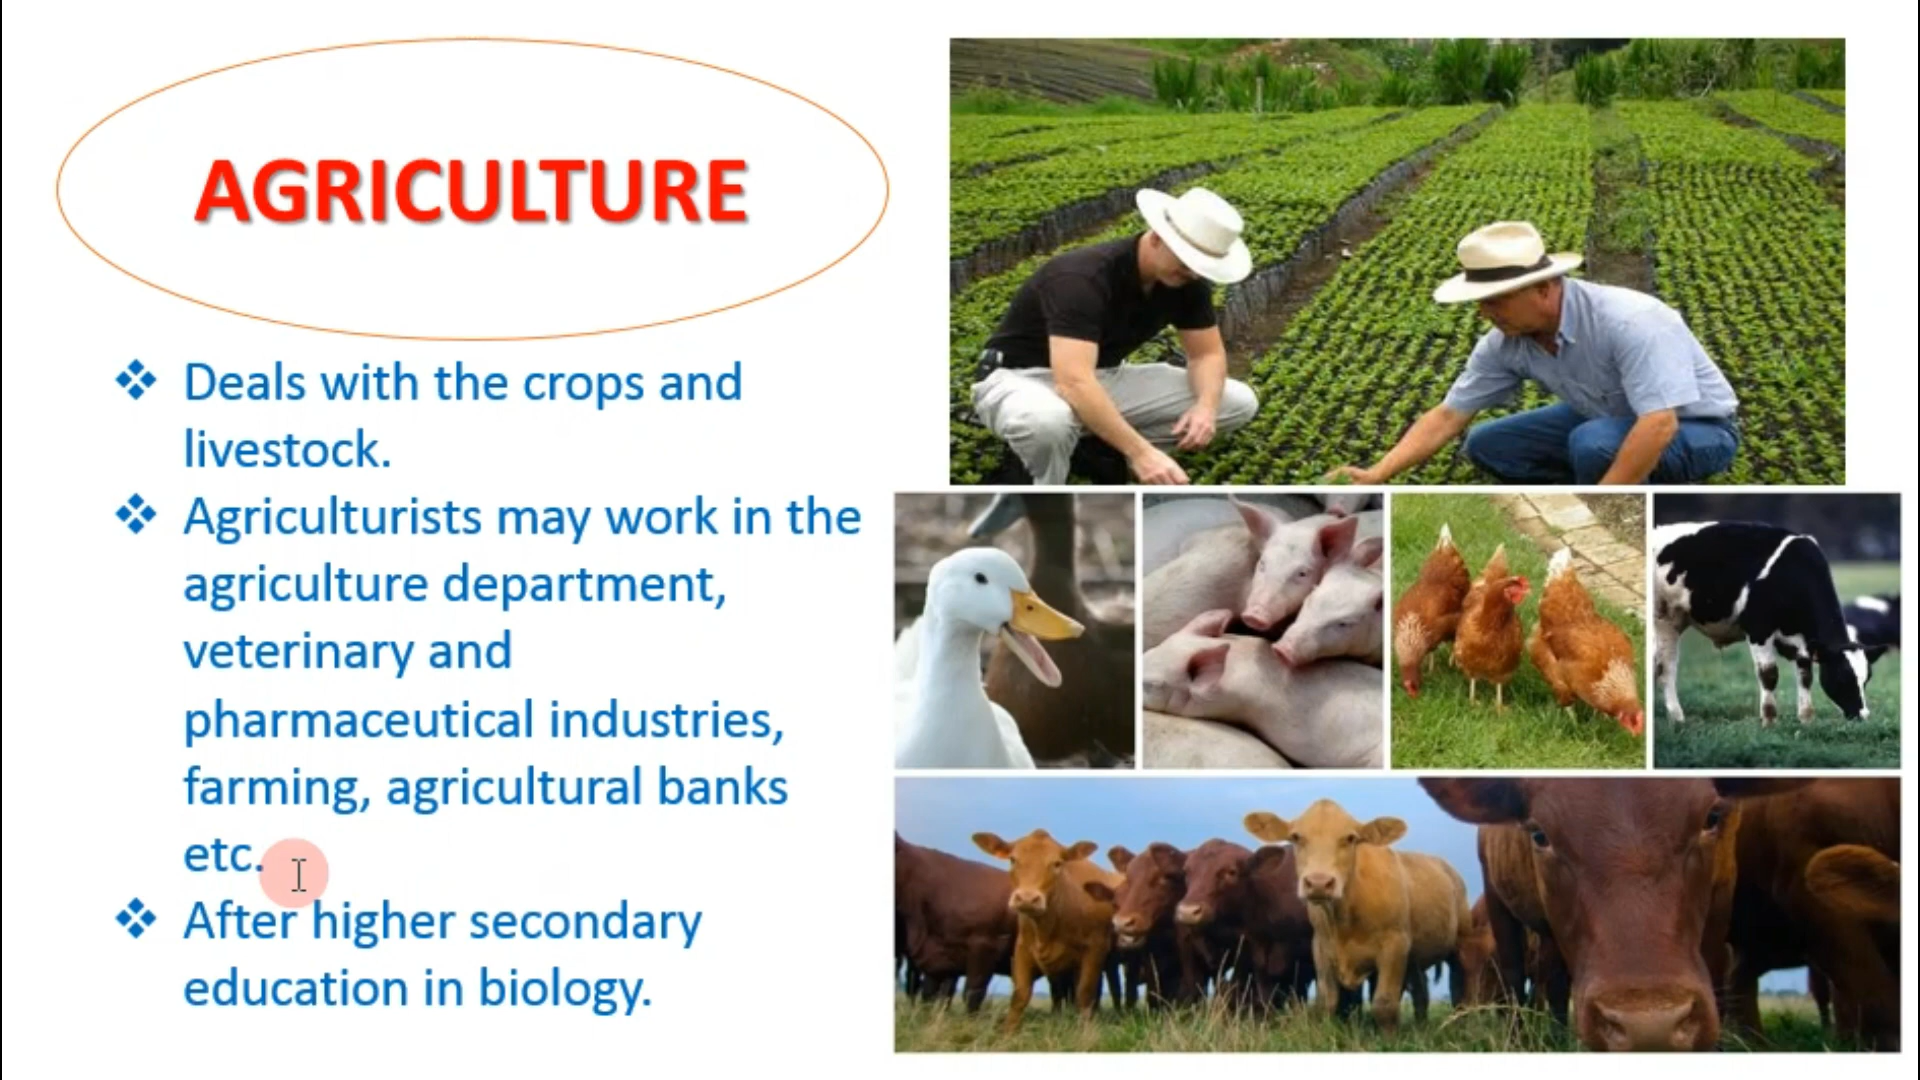 AGRICULTURE
Deals with the crops and
livestock.
Agriculturists may work in the
agriculture department,
veterinary and
pharmaceutical industries,
farming, agricultural banks
etc.
After higher secondary
education in biology.